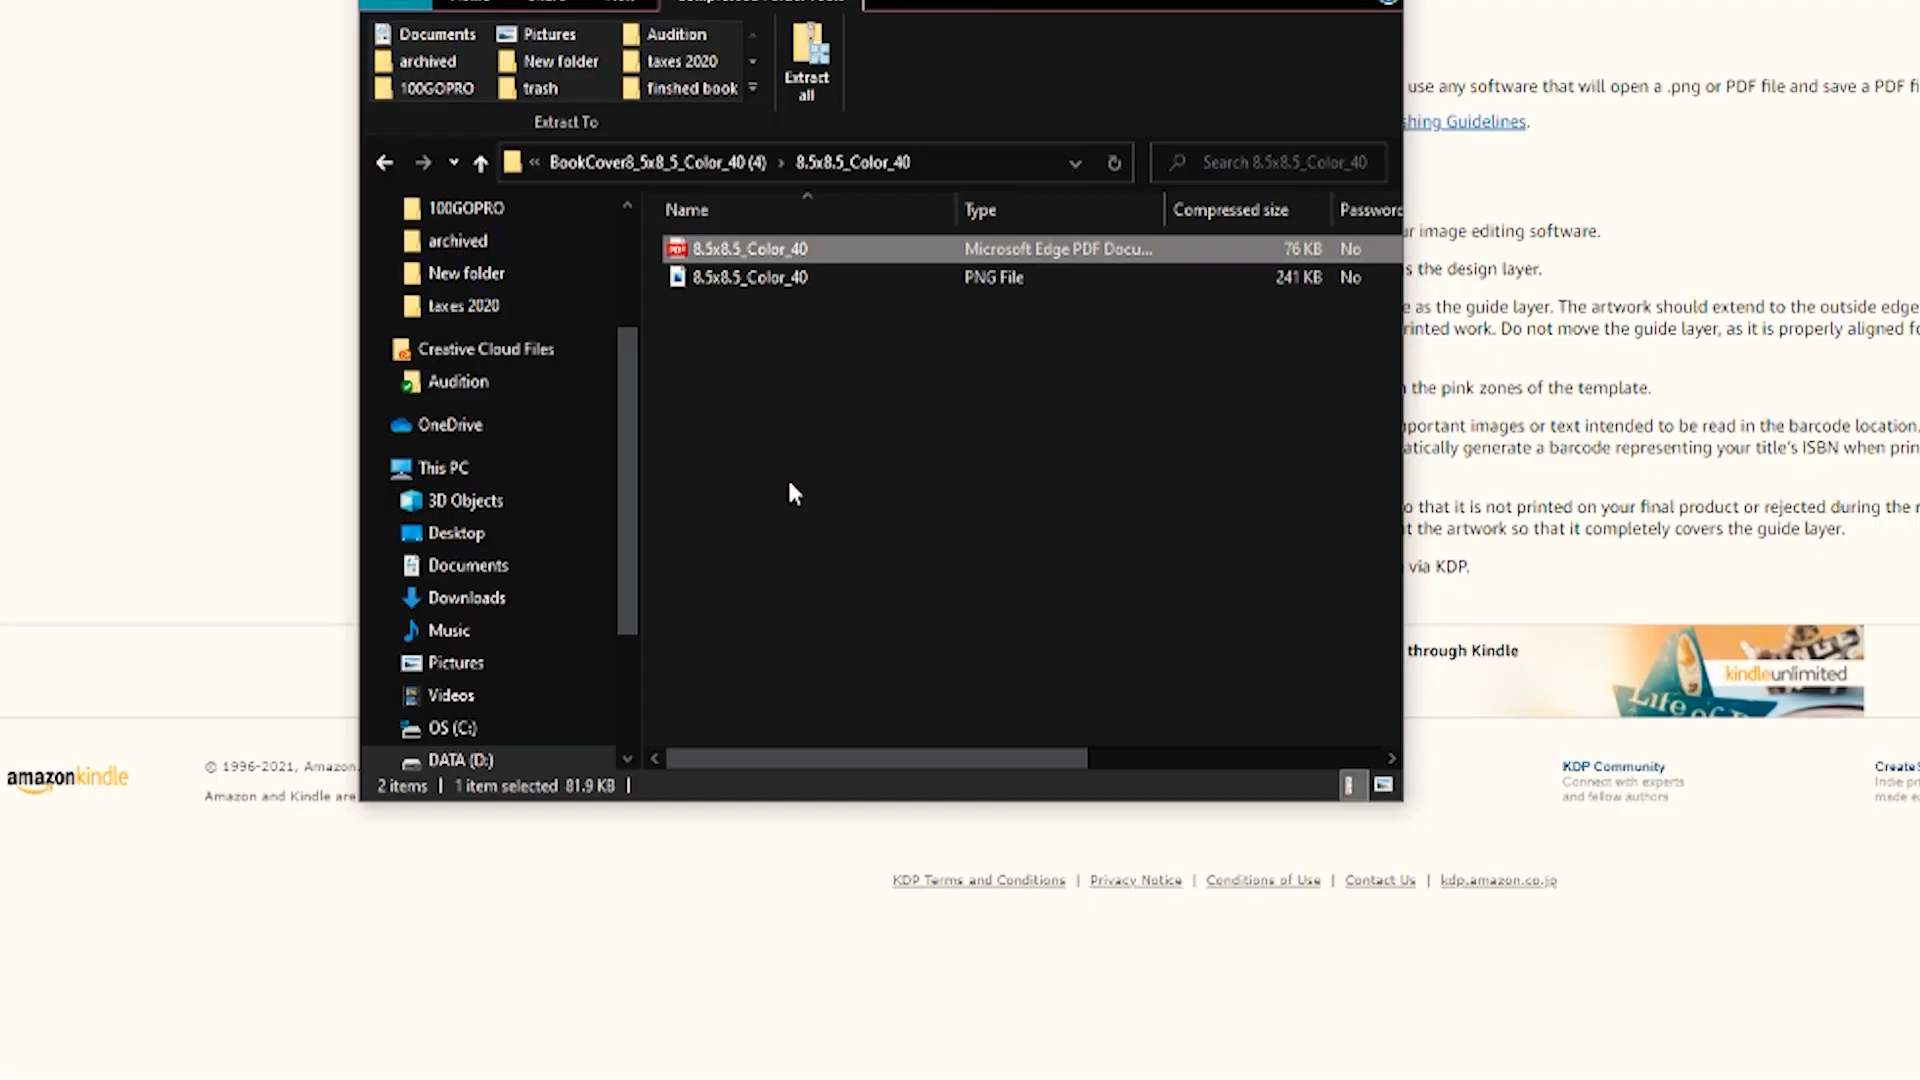 Documents
Pictures
Audition
archived
New folder
taxes 2020
100GOPRO
trash
finshed book
Extract all
Extract To
BookCover8_5x8_5_Color_40 (4) › 8.5x8.5_Color_40
Search 8.5x8.5_Color_40
100GOPRO
archived
New folder
taxes 2020
Creative Cloud Files
Audition
OneDrive
This PC
3D Objects
Desktop
Documents
Downloads
Music
Pictures
Videos
OS (C:)
DATA (D:)
Name
Type
Compressed size
Password
8.5x8.5_Color_40
Microsoft Edge PDF Docu...
76 KB
No
8.5x8.5_Color_40
PNG File
241 KB
No
2 items
1 item selected 81.9 KB
use any software that will open a .png or PDF file and save a PDF
shing Guidelines.
image editing software.
the design layer.
as the guide layer. The artwork should extend to the outside edge
work. Do not move the guide layer, as it is properly aligned
the pink zones of the template.
images or text intended to be read in the barcode location.
generate a barcode representing your title's ISBN when
that it is not printed on your final product or rejected during the
the artwork so that it completely covers the guide layer.
via KDP.
through Kindle
kindleunlimited
Life of
amazonkindle
© 1996-2021, Amazon.
Amazon and Kindle are
KDP Community
Connect with experts
and fellow authors
Indie
made
KDP Terms and Conditions | Privacy Notice | Conditions of Use | Contact Us | kdp.amazon.co.jp